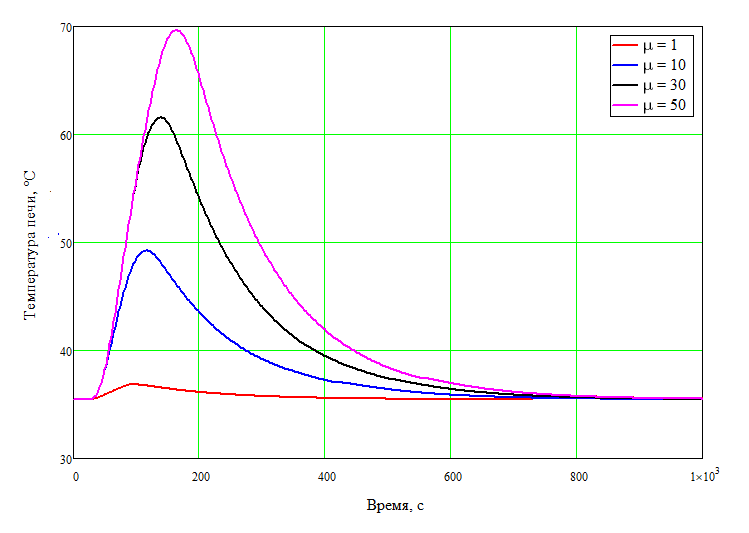 70
60
50
40
30
Температура печи, °C
μ = 1
μ = 10
μ = 30
μ = 50
0 200 400 600 800 1×10³
Время, с